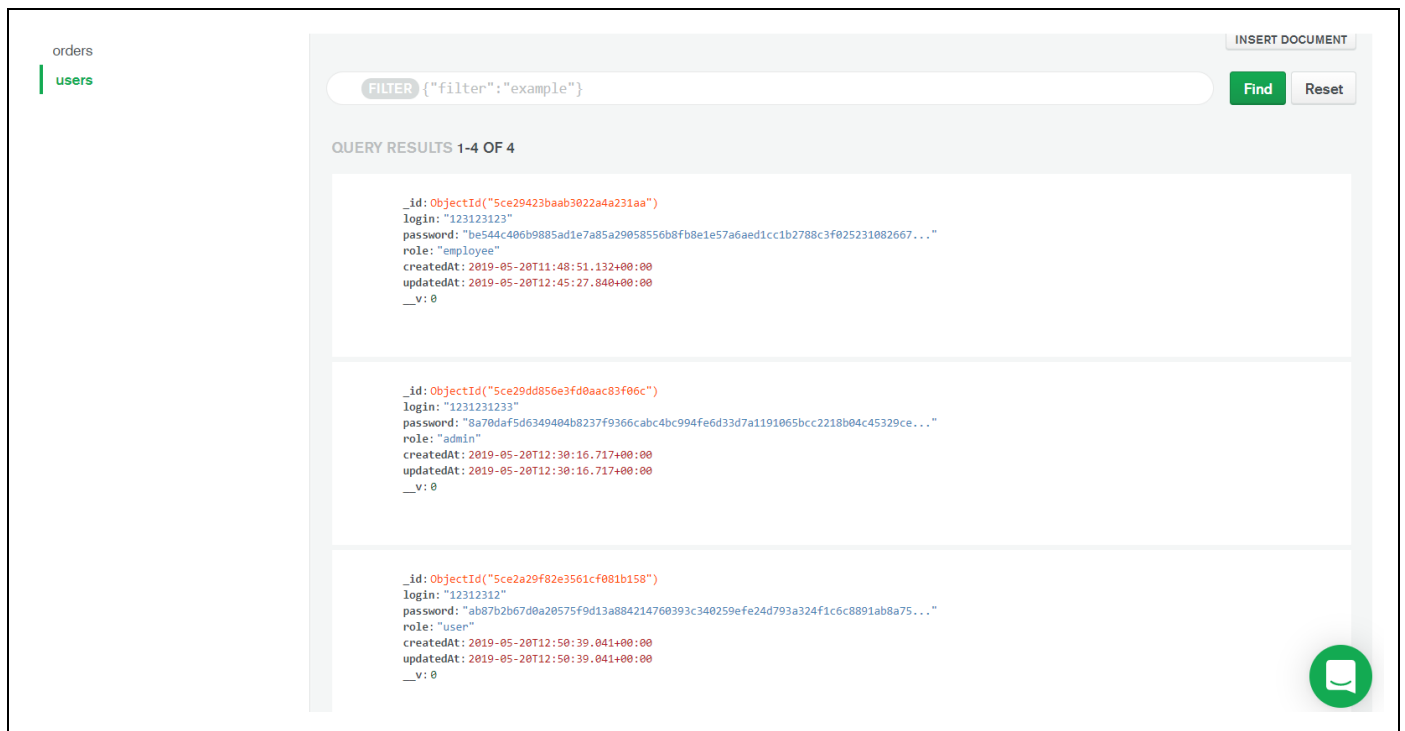 orders
users
INSERT DOCUMENT
FILTER {"filter":"example"}
Find Reset
QUERY RESULTS 1-4 OF 4
_id: ObjectId("5ce29423baab3022a4a231aa")
login: "123123123"
password: "be544c406b9885ad1e7a85a29058556b8fb8e1e57a6aed1cc1b2788c3f025231082667..."
role: "employee"
createdAt: 2019-05-20T11:48:51.132+00:00
updatedAt: 2019-05-20T12:45:27.840+00:00
__v: 0
_id: ObjectId("5ce29dd856e3fd0aac83f06c")
login: "1231231233"
password: "8a70daf5d6349404b8237f9366cabc4bc994fe6d33d7a1191065bcc2218b04c45329ce..."
role: "admin"
createdAt: 2019-05-20T12:30:16.717+00:00
updatedAt: 2019-05-20T12:30:16.717+00:00
__v: 0
_id: ObjectId("5ce2a29f82e3561cf081b158")
login: "12312312"
password: "ab87b2b67d0a20575f9d13a884214760393c340259efe24d793a324f1c6c8891ab8a75..."
role: "user"
createdAt: 2019-05-20T12:50:39.041+00:00
updatedAt: 2019-05-20T12:50:39.041+00:00
__v: 0